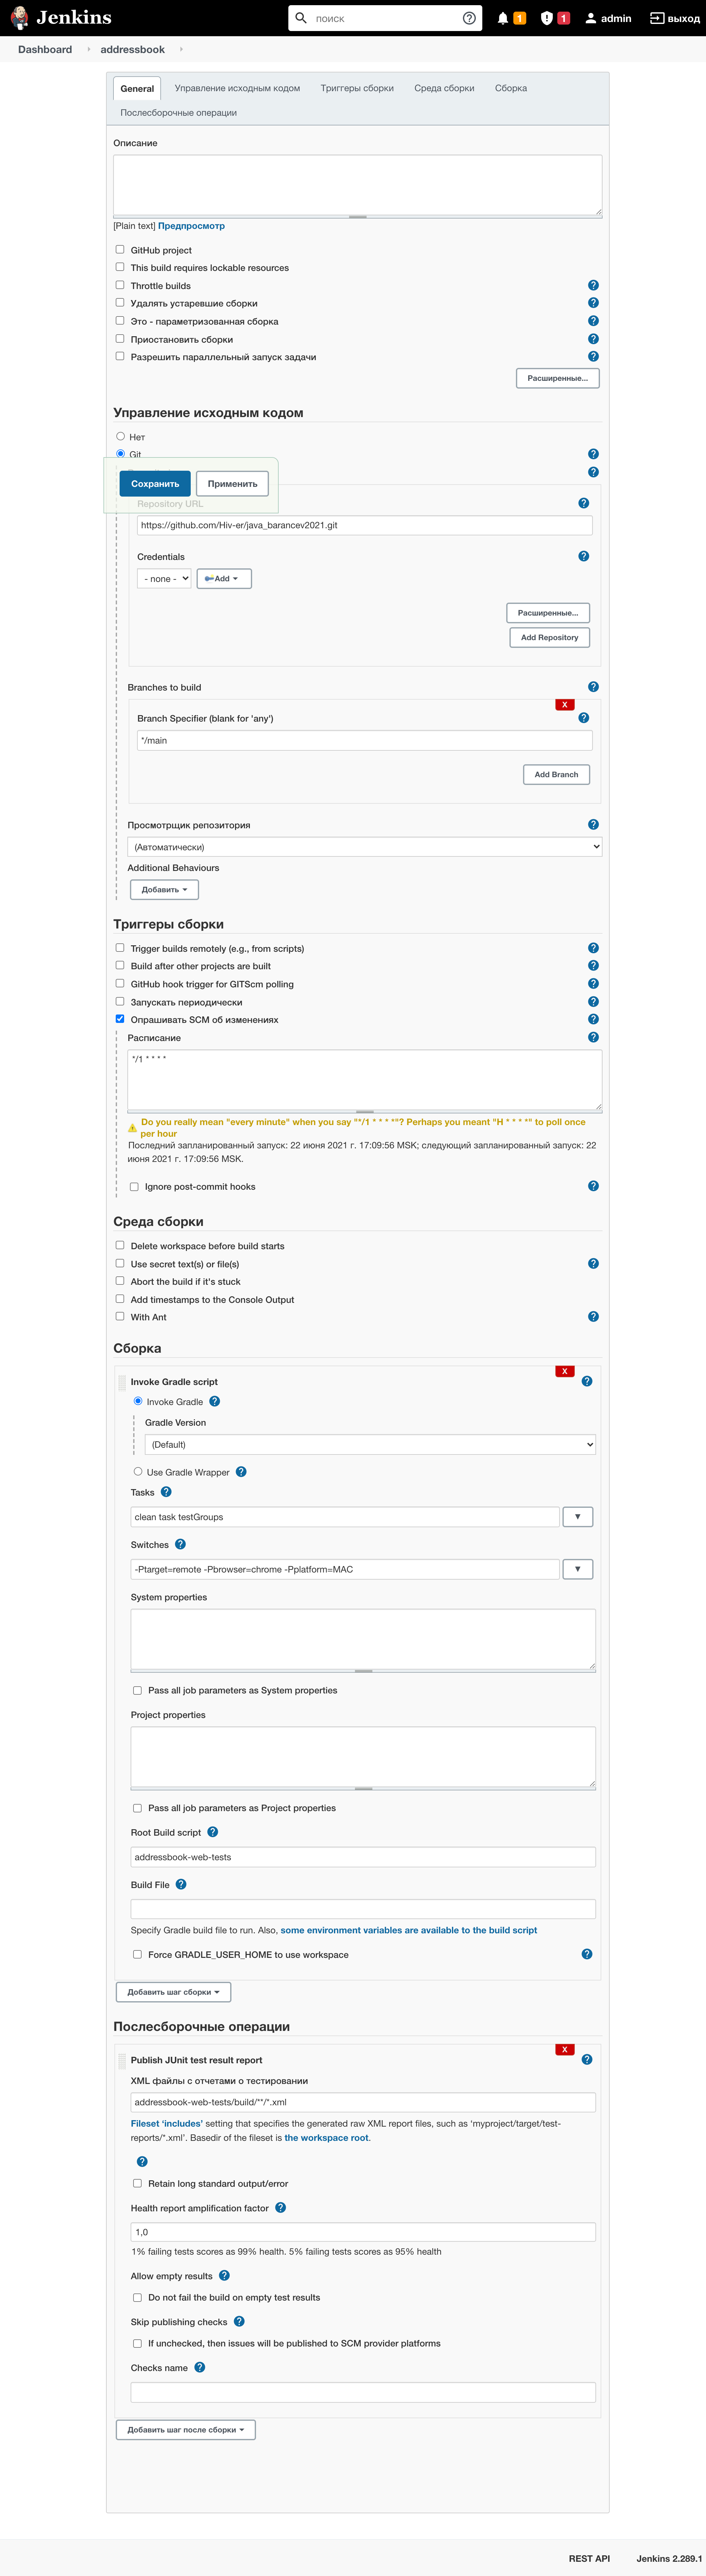 Jenkins
поиск
1
1
admin
выход
Dashboard
addressbook
General
Управление исходным кодом
Триггеры сборки
Среда сборки
Сборка
Послесборочные операции
Описание
[Plain text] Предпросмотр
GitHub project
This build requires lockable resources
Throttle builds
Удалять устаревшие сборки
Это - параметризованная сборка
Приостановить сборки
Разрешить параллельный запуск задачи
Расширенные...
Управление исходным кодом
Нет
Git
Сохранить
Применить
Repository URL
https://github.com/Hiv-er/java_barancev2021.git
Credentials
- none -
Add
Расширенные...
Add Repository
Branches to build
X
Branch Specifier (blank for 'any')
*/main
Add Branch
Просмотрщик репозитория
(Автоматически)
Additional Behaviours
Добавить
Триггеры сборки
Trigger builds remotely (e.g., from scripts)
Build after other projects are built
GitHub hook trigger for GITScm polling
Запускать периодически
Опрашивать SCM об изменениях
Расписание
*/1 * * * *
Do you really mean "every minute" when you say "*/1 * * * *"? Perhaps you meant "H * * * *" to poll once
per hour
Последний запланированный запуск: 22 июня 2021 г. 17:09:56 MSK; следующий запланированный запуск: 22
июня 2021 г. 17:09:56 MSK.
Ignore post-commit hooks
Среда сборки
Delete workspace before build starts
Use secret text(s) or file(s)
Abort the build if it's stuck
Add timestamps to the Console Output
With Ant
Сборка
X
Invoke Gradle script
Invoke Gradle
Gradle Version
(Default)
Use Gradle Wrapper
Tasks
clean task testGroups
Switches
-Ptarget=remote -Pbrowser=chrome -Pplatform=MAC
System properties
Pass all job parameters as System properties
Project properties
Pass all job parameters as Project properties
Root Build script
addressbook-web-tests
Build File
Specify Gradle build file to run. Also, some environment variables are available to the build script
Force GRADLE_USER_HOME to use workspace
Добавить шаг сборки
Послесборочные операции
X
Publish JUnit test result report
XML файлы с отчетами о тестировании
addressbook-web-tests/build/**/*.xml
Fileset 'includes' setting that specifies the generated raw XML report files, such as 'myproject/target/test-
reports/*.xml'. Basedir of the fileset is the workspace root.
Retain long standard output/error
Health report amplification factor
1,0
1% failing tests scores as 99% health. 5% failing tests scores as 95% health
Allow empty results
Do not fail the build on empty test results
Skip publishing checks
If unchecked, then issues will be published to SCM provider platforms
Checks name
Добавить шаг после сборки
REST API
Jenkins 2.289.1